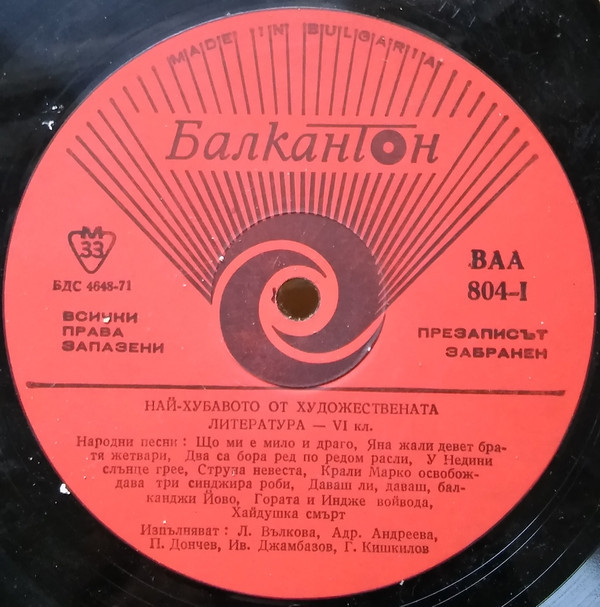 MADE IN BULGARIA
Балкантон
М
33
БДС 4648-71
ВСИЧКИ
ПРАВА
ЗАПАЗЕНИ
ВАА
804-I
ПРЕЗАПИСЪТ
ЗАБРАНЕН
НАЙ-ХУБАВОТО ОТ ХУДОЖЕСТВЕНАТА
ЛИТЕРАТУРА — VI кл.
Народни песни: Що ми е мило и драго, Яна жали девет бра-
тя жетвари, Два са бора ред по редом расли, У Недини
слънце грее, Струна невеста, Крали Марко освобож-
дава три синджира роби, Даваш ли, даваш, бал-
канджи Йово, Гората и Индже войвода,
Хайдушка смърт
Изпълняват: Л. Вълкова, Адр. Андреева,
П. Дончев, Ив. Джамбазов, Г. Кишкилов